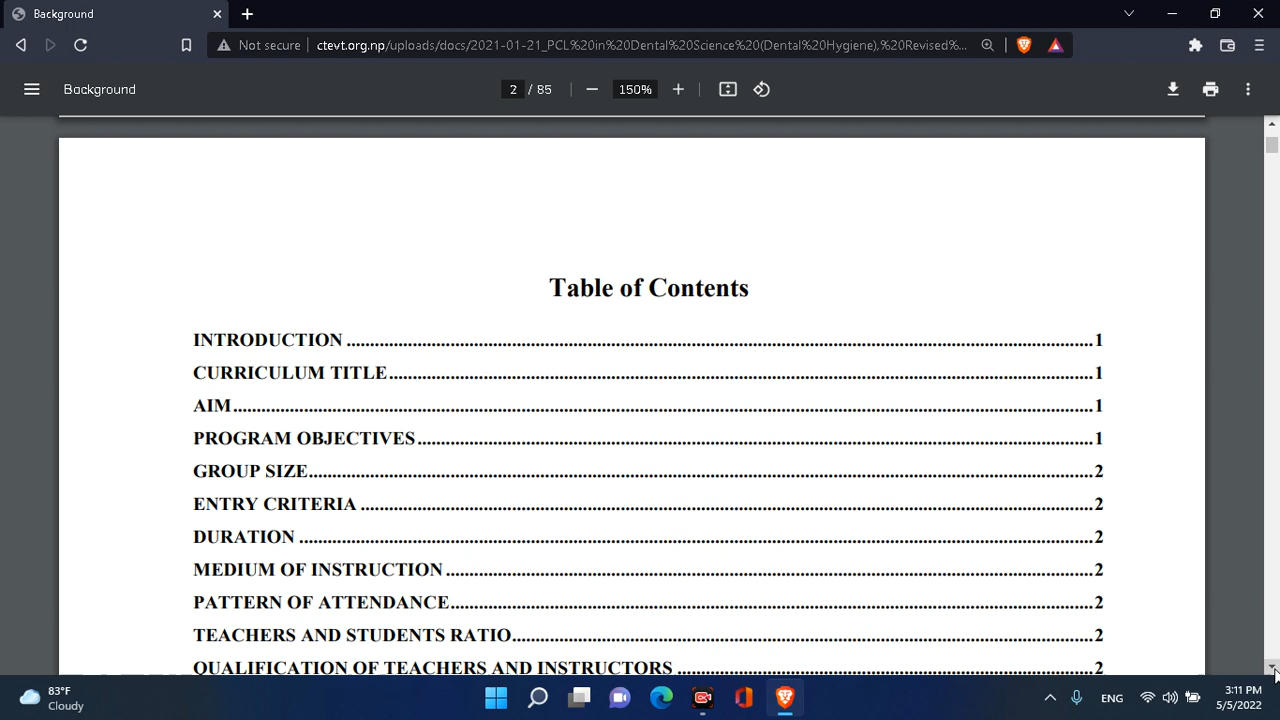 Background
Not secure
ctevt.org.np/uploads/docs/2021-01-21_PCL%20in%20Dental%20Science%20(Dental%20Hygiene),%20Revised%...
Background
2 / 85
150%
Table of Contents
INTRODUCTION ........................................................ 1
CURRICULUM TITLE ........................................................ 1
AIM ........................................................ 1
PROGRAM OBJECTIVES ........................................................ 1
GROUP SIZE ........................................................ 2
ENTRY CRITERIA ........................................................ 2
DURATION ........................................................ 2
MEDIUM OF INSTRUCTION ........................................................ 2
PATTERN OF ATTENDANCE ........................................................ 2
TEACHERS AND STUDENTS RATIO ........................................................ 2
QUALIFICATION OF TEACHERS AND INSTRUCTORS ........................................................ 2
83°F
Cloudy
ENG
3:11 PM
5/5/2022